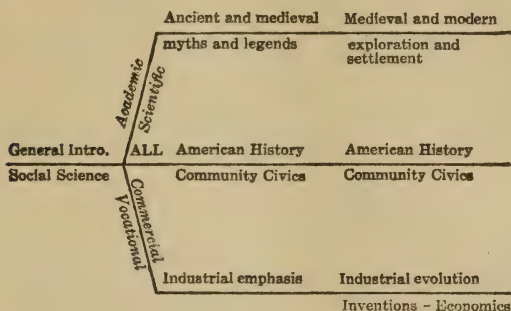 Ancient and medieval Medieval and modern
myths and legends exploration and
settlement
Academic
Scientific
General Intro. ALL American History American History
Social Science Community Civics Community Civics
Commercial
Vocational
Industrial emphasis Industrial evolution
Inventions - Economics